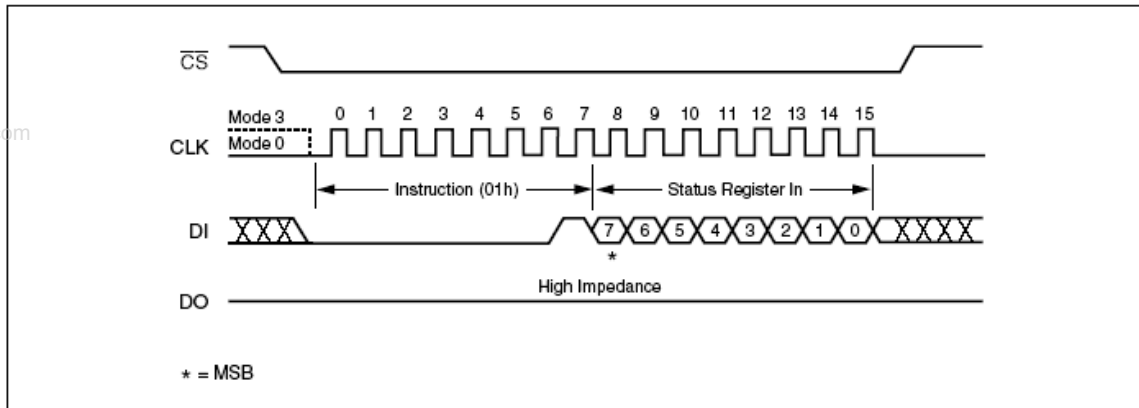 CS
Mode 3
0 1 2 3 4 5 6 7 8 9 10 11 12 13 14 15
om
CLK
Mode 0
Instruction (01h)
Status Register In
DI
7 6 5 4 3 2 1 0
*
High Impedance
DO
* = MSB